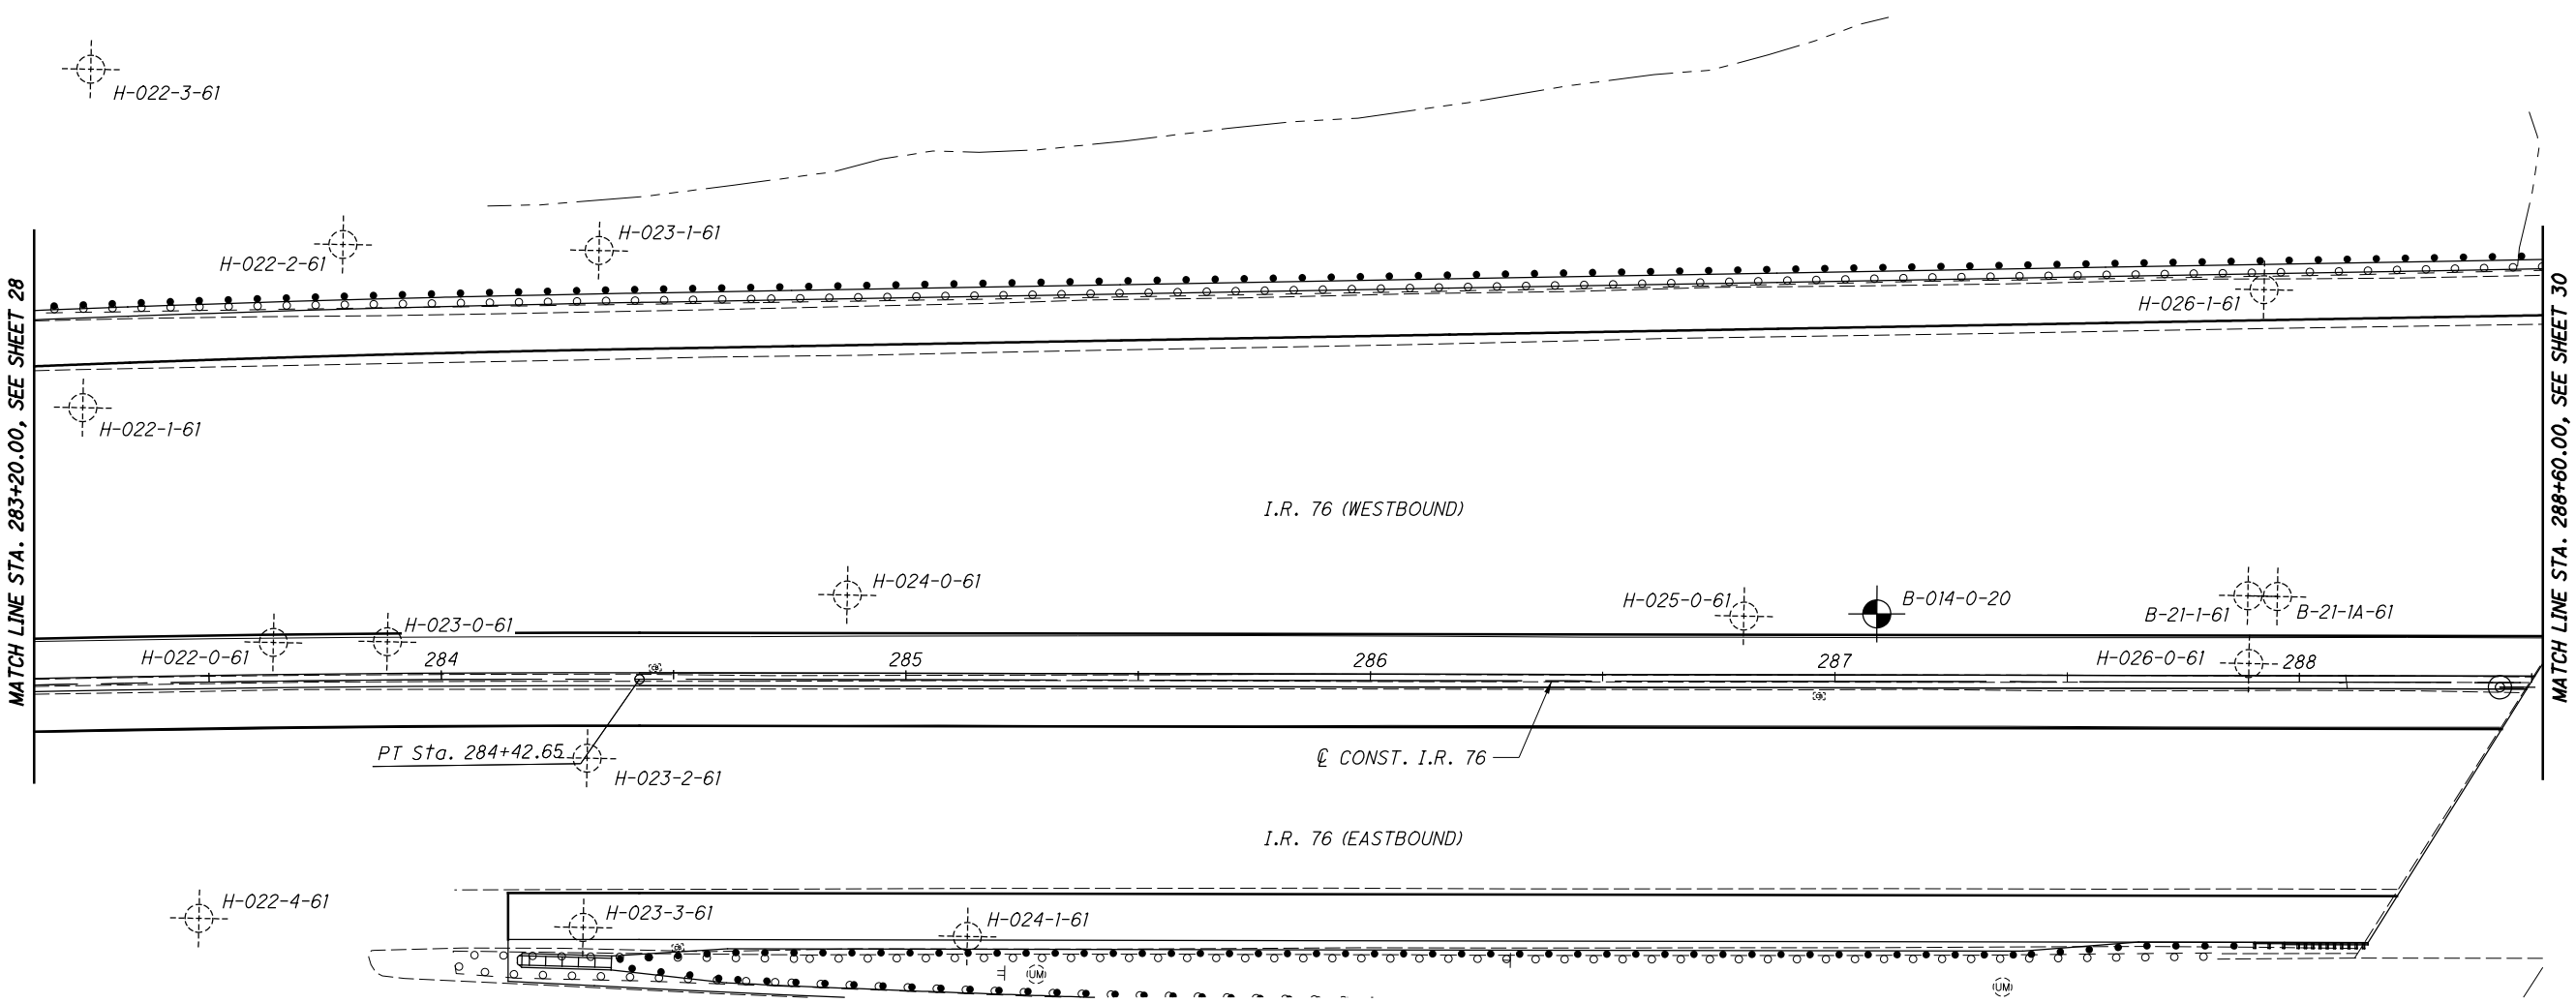 H-022-3-61
H-023-1-61
H-022-2-61
H-026-1-61
MATCH LINE STA. 283+20.00, SEE SHEET 28
MATCH LINE STA. 288+60.00, SEE SHEET 30
H-022-1-61
I.R. 76 (WESTBOUND)
H-024-0-61
H-025-0-61
B-014-0-20
B-21-1-61
B-21-1A-61
H-023-0-61
H-022-0-61
284
285
286
287
H-026-0-61
288
PT Sta. 284+42.65
H-023-2-61
℄ CONST. I.R. 76
I.R. 76 (EASTBOUND)
H-022-4-61
H-023-3-61
H-024-1-61
UM
UM